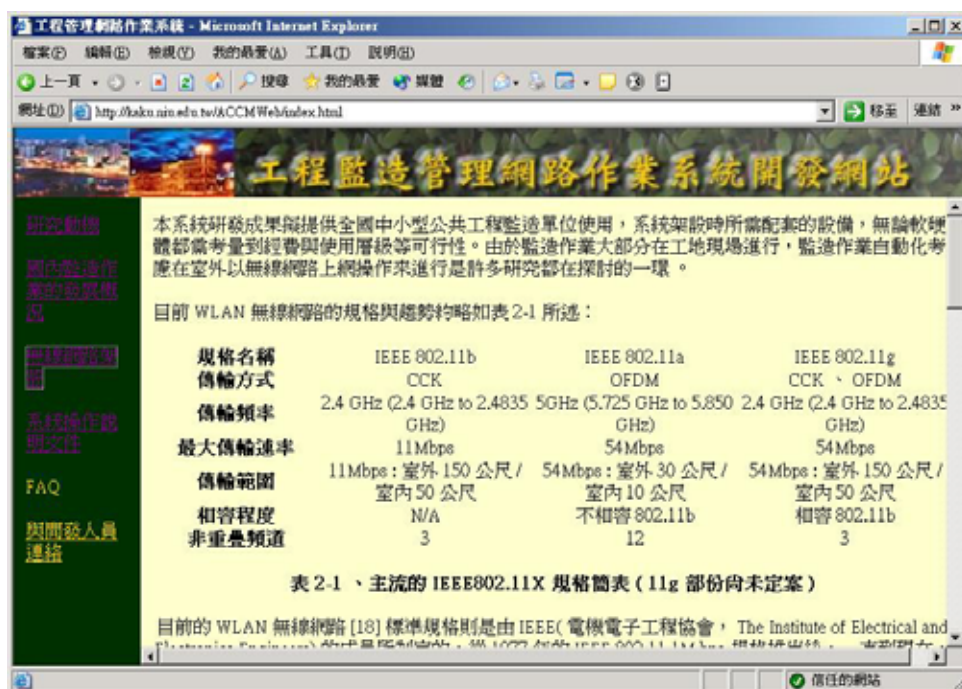 工程管理網路作業系統 - Microsoft Internet Explorer
檔案(F) 編輯(E) 檢視(V) 我的最愛(A) 工具(T) 說明(H)
上一頁 搜尋 我的最愛 媒體
網址(D) http://kaku.niu.edu.tw/ACCMWeb/index.html 移至 連結 »
工程監造管理網路作業系統開發網站
研究動機
國內監造作
業的發展概
況
系統操作說
明文件
FAQ
與開發人員
連絡
本系統研發成果擬提供全國中小型公共工程監造單位使用，系統架設時所需配套的設備，無論軟硬
體都需考量到經費與使用層級等可行性。由於監造作業大部分在工地現場進行，監造作業自動化考
慮在室外以無線網路上網操作來進行是許多研究都在探討的一環。
目前 WLAN 無線網路的規格與趨勢約略如表 2-1 所述：
規格名稱 IEEE 802.11b IEEE 802.11a IEEE 802.11g
傳輸方式 CCK OFDM CCK 、 OFDM
傳輸頻率 2.4 GHz (2.4 GHz to 2.4835 GHz) 5GHz (5.725 GHz to 5.850 GHz) 2.4 GHz (2.4 GHz to 2.4835 GHz)
最大傳輸速率 11Mbps 54Mbps 54Mbps
傳輸範圍 11Mbps : 室外 150 公尺 / 室內 50 公尺 54Mbps : 室外 30 公尺 / 室內 10 公尺 54Mbps : 室外 150 公尺 / 室內 50 公尺
相容程度 N/A 不相容 802.11b 相容 802.11b
非重疊頻道 3 12 3
表 2-1 、主流的 IEEE802.11X 規格簡表 ( 11g 部份尚未定案 )
目前的 WLAN 無線網路 [18] 標準規格則是由 IEEE( 電機電子工程協會， The Institute of Electrical and
信任的網站